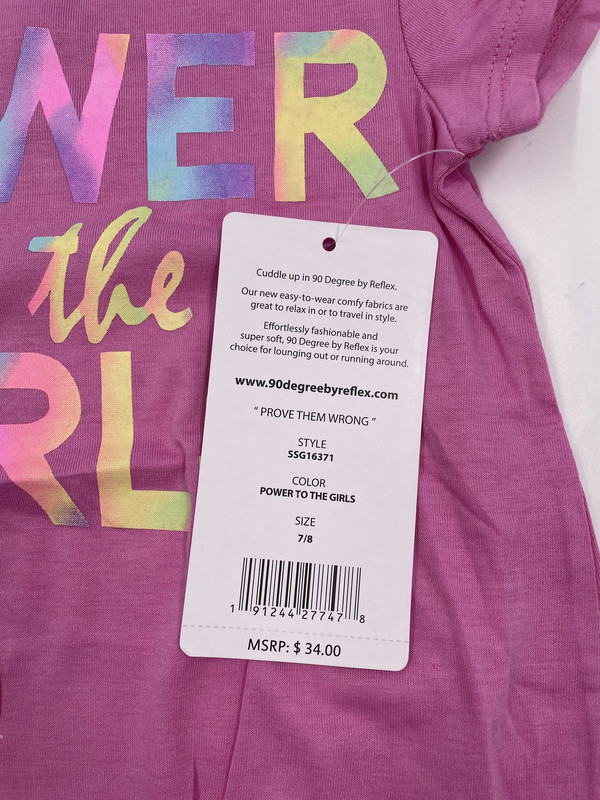 WER
the
RL
Cuddle up in 90 Degree by Reflex.
Our new easy-to-wear comfy fabrics are
great to relax in or to travel in style.
Effortlessly fashionable and
super soft, 90 Degree by Reflex is your
choice for lounging out or running around.
www.90degreebyreflex.com
“ PROVE THEM WRONG ”
STYLE
SSG16371
COLOR
POWER TO THE GIRLS
SIZE
7/8
1 91244 27747 8
MSRP: $ 34.00